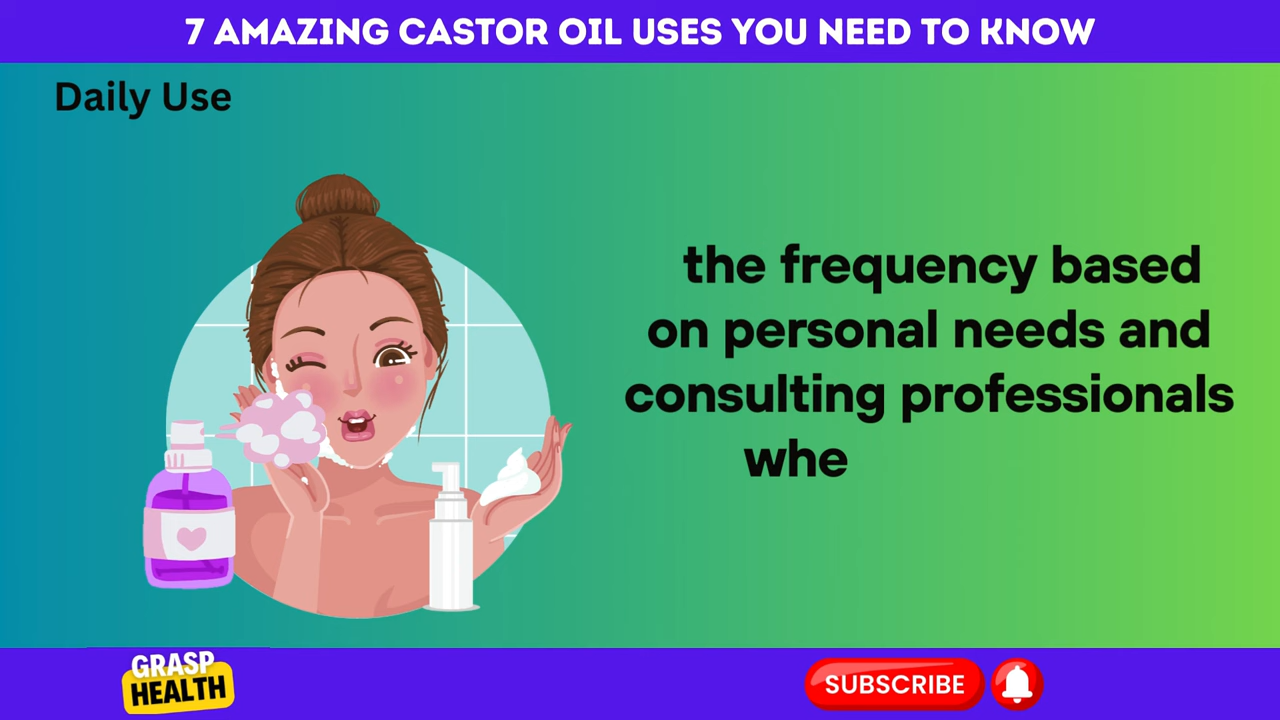 7 AMAZING CASTOR OIL USES YOU NEED TO KNOW
Daily Use
the frequency based
on personal needs and
consulting professionals
whe
GRASP
HEALTH
SUBSCRIBE